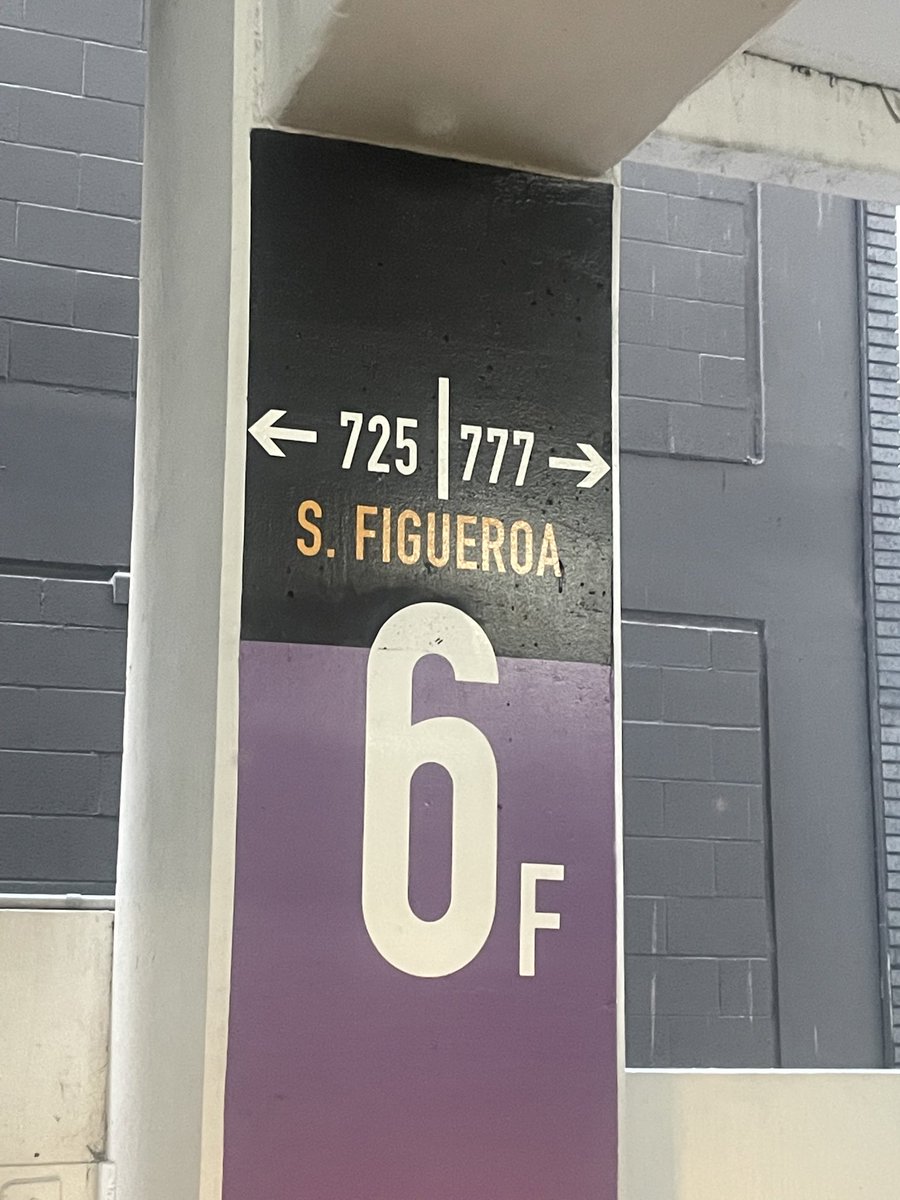 ← 725 | 777 →
S. FIGUEROA
6F